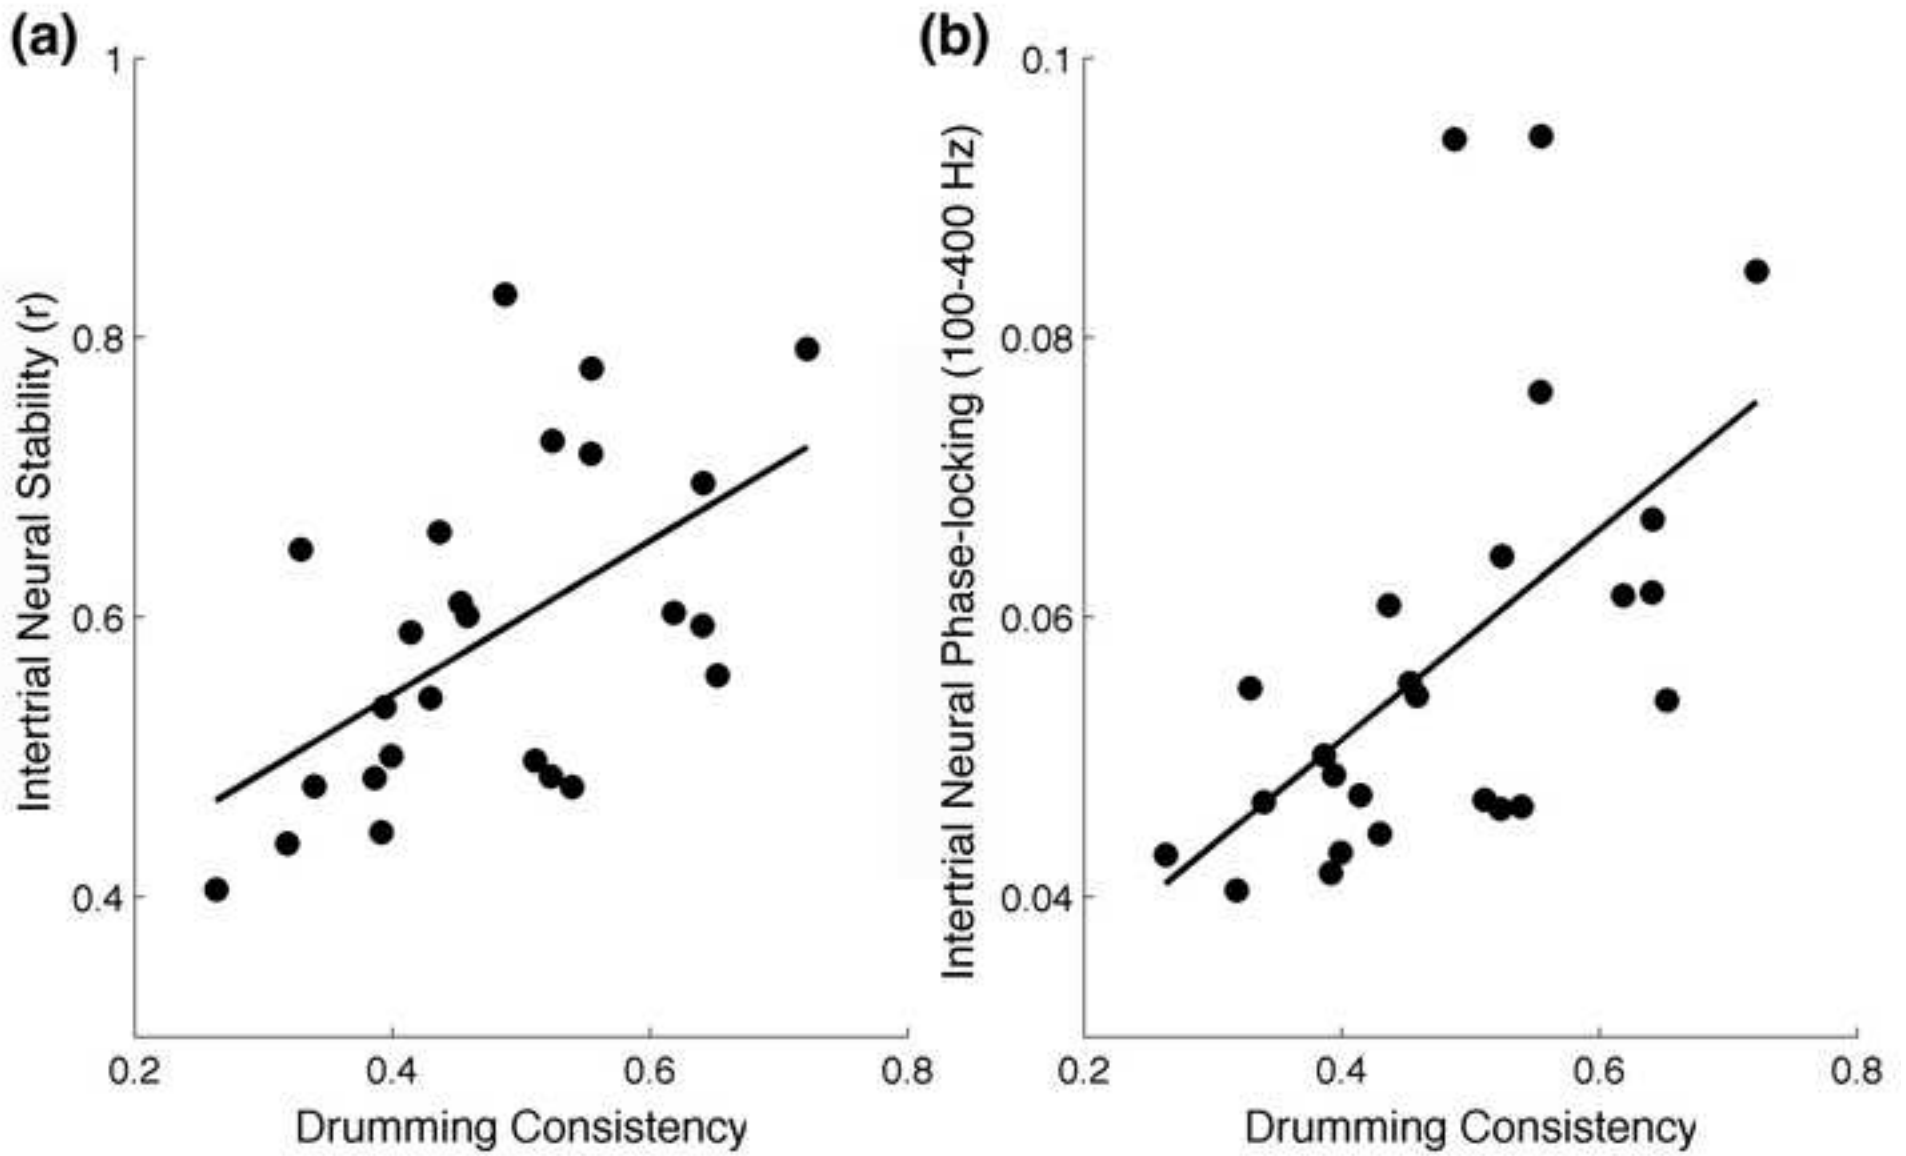 (a)
1
0.8
0.6
0.4
0.2 0.4 0.6 0.8
Intertrial Neural Stability (r)
Drumming Consistency
(b)
0.1
0.08
0.06
0.04
0.2 0.4 0.6 0.8
Intertrial Neural Phase-locking (100-400 Hz)
Drumming Consistency